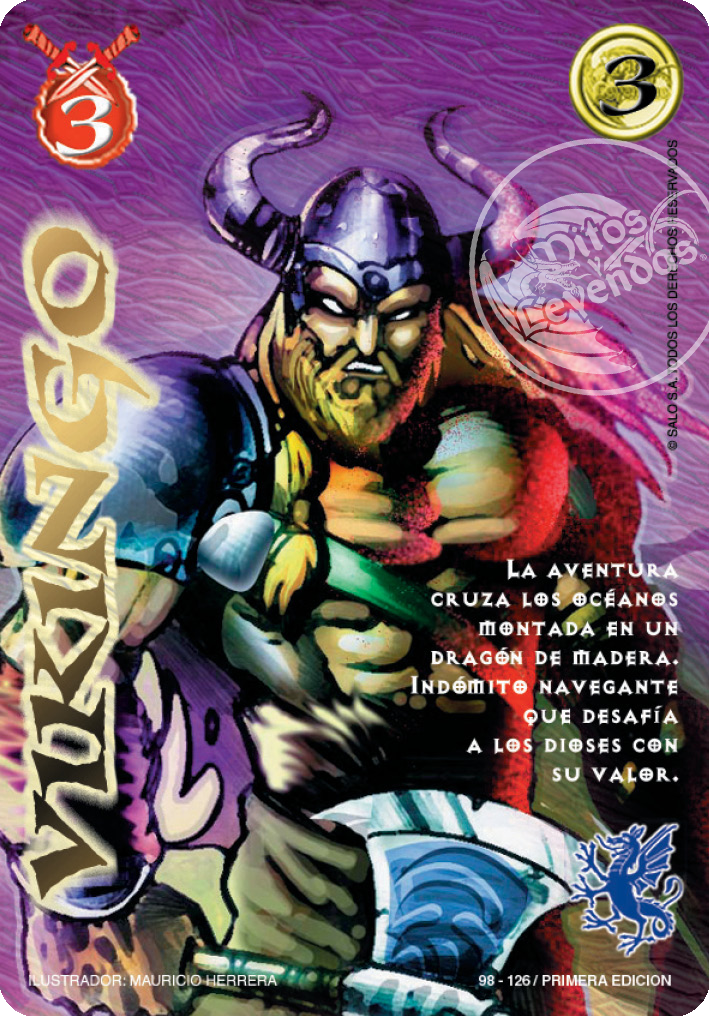 3
3
VIKINGO
Mitos
y
Leyendas
© SALO S.A. TODOS LOS DERECHOS RESERVADOS
LA AVENTURA
CRUZA LOS OCÉANOS
MONTADA EN UN
DRAGÓN DE MADERA.
INDÓMITO NAVEGANTE
QUE DESAFÍA
A LOS DIOSES CON
SU VALOR.
ILUSTRADOR: MAURICIO HERRERA
98 - 126 / PRIMERA EDICION